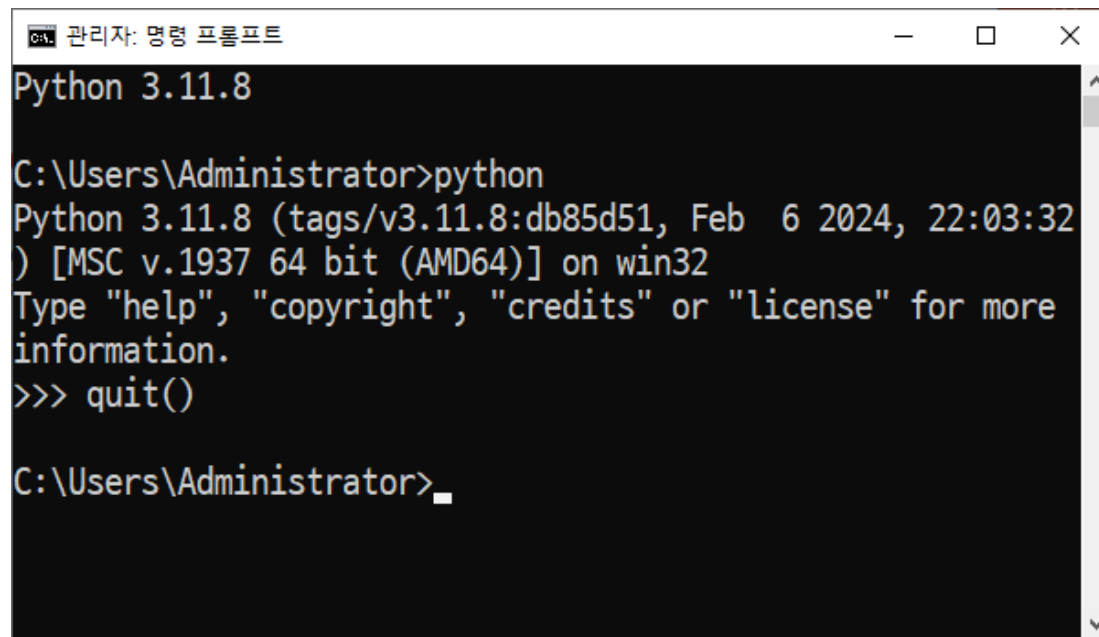 관리자: 명령 프롬프트
Python 3.11.8
C:\Users\Administrator>python
Python 3.11.8 (tags/v3.11.8:db85d51, Feb  6 2024, 22:03:32
) [MSC v.1937 64 bit (AMD64)] on win32
Type "help", "copyright", "credits" or "license" for more
information.
>>> quit()
C:\Users\Administrator>